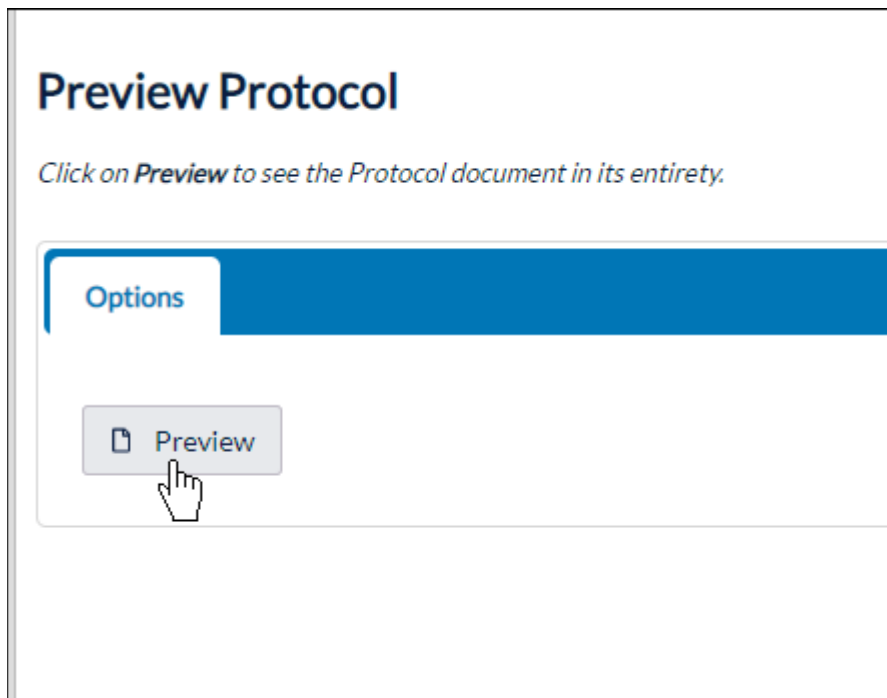 Preview Protocol
Click on Preview to see the Protocol document in its entirety.
Options
Preview